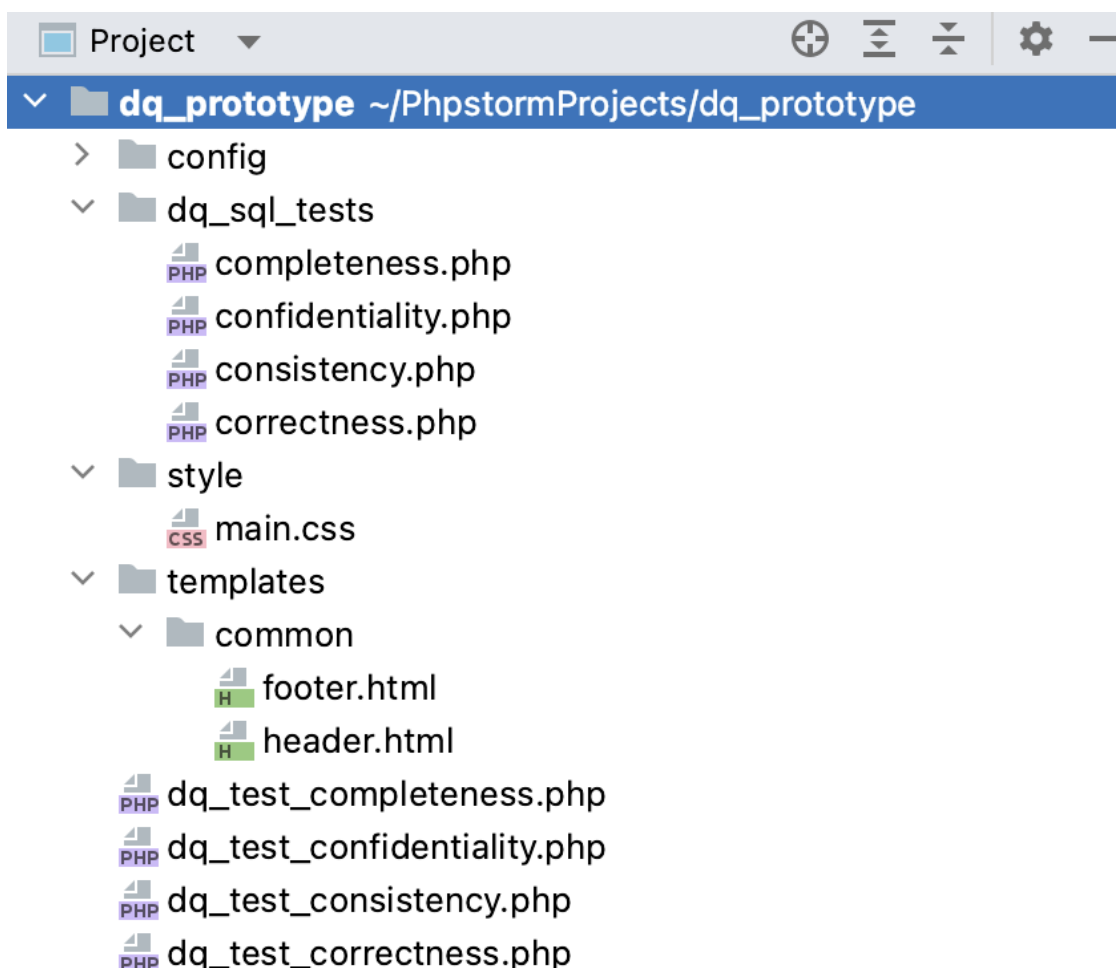 Project
dq_prototype ~/PhpstormProjects/dq_prototype
config
dq_sql_tests
PHP completeness.php
PHP confidentiality.php
PHP consistency.php
PHP correctness.php
style
CSS main.css
templates
common
H footer.html
H header.html
PHP dq_test_completeness.php
PHP dq_test_confidentiality.php
PHP dq_test_consistency.php
PHP dq_test_correctness.php